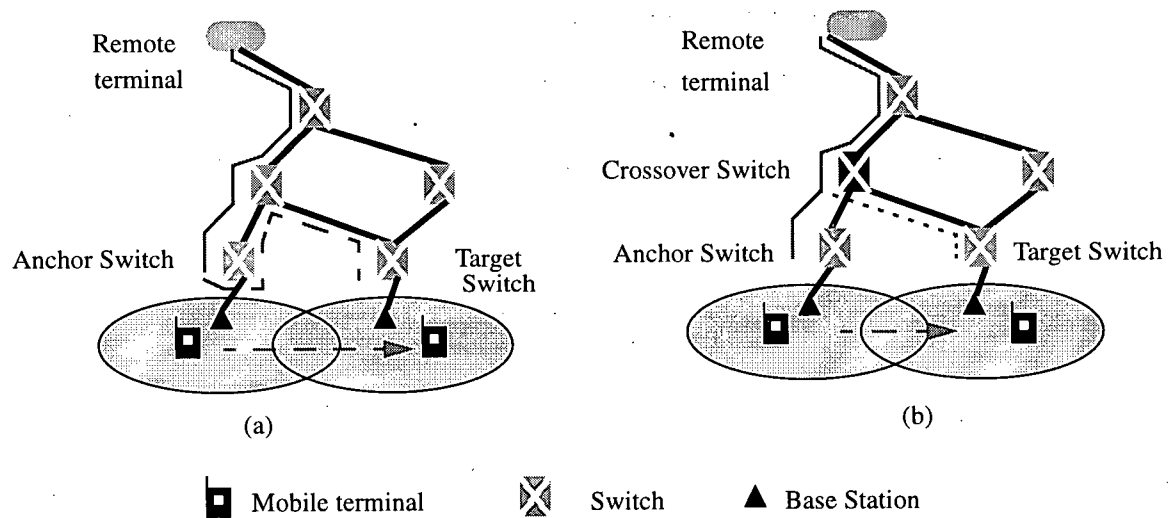 Remote
terminal
Anchor Switch
Target
Switch
(a)
Remote
terminal
Crossover Switch
Anchor Switch
Target Switch
(b)
Mobile terminal
Switch
Base Station